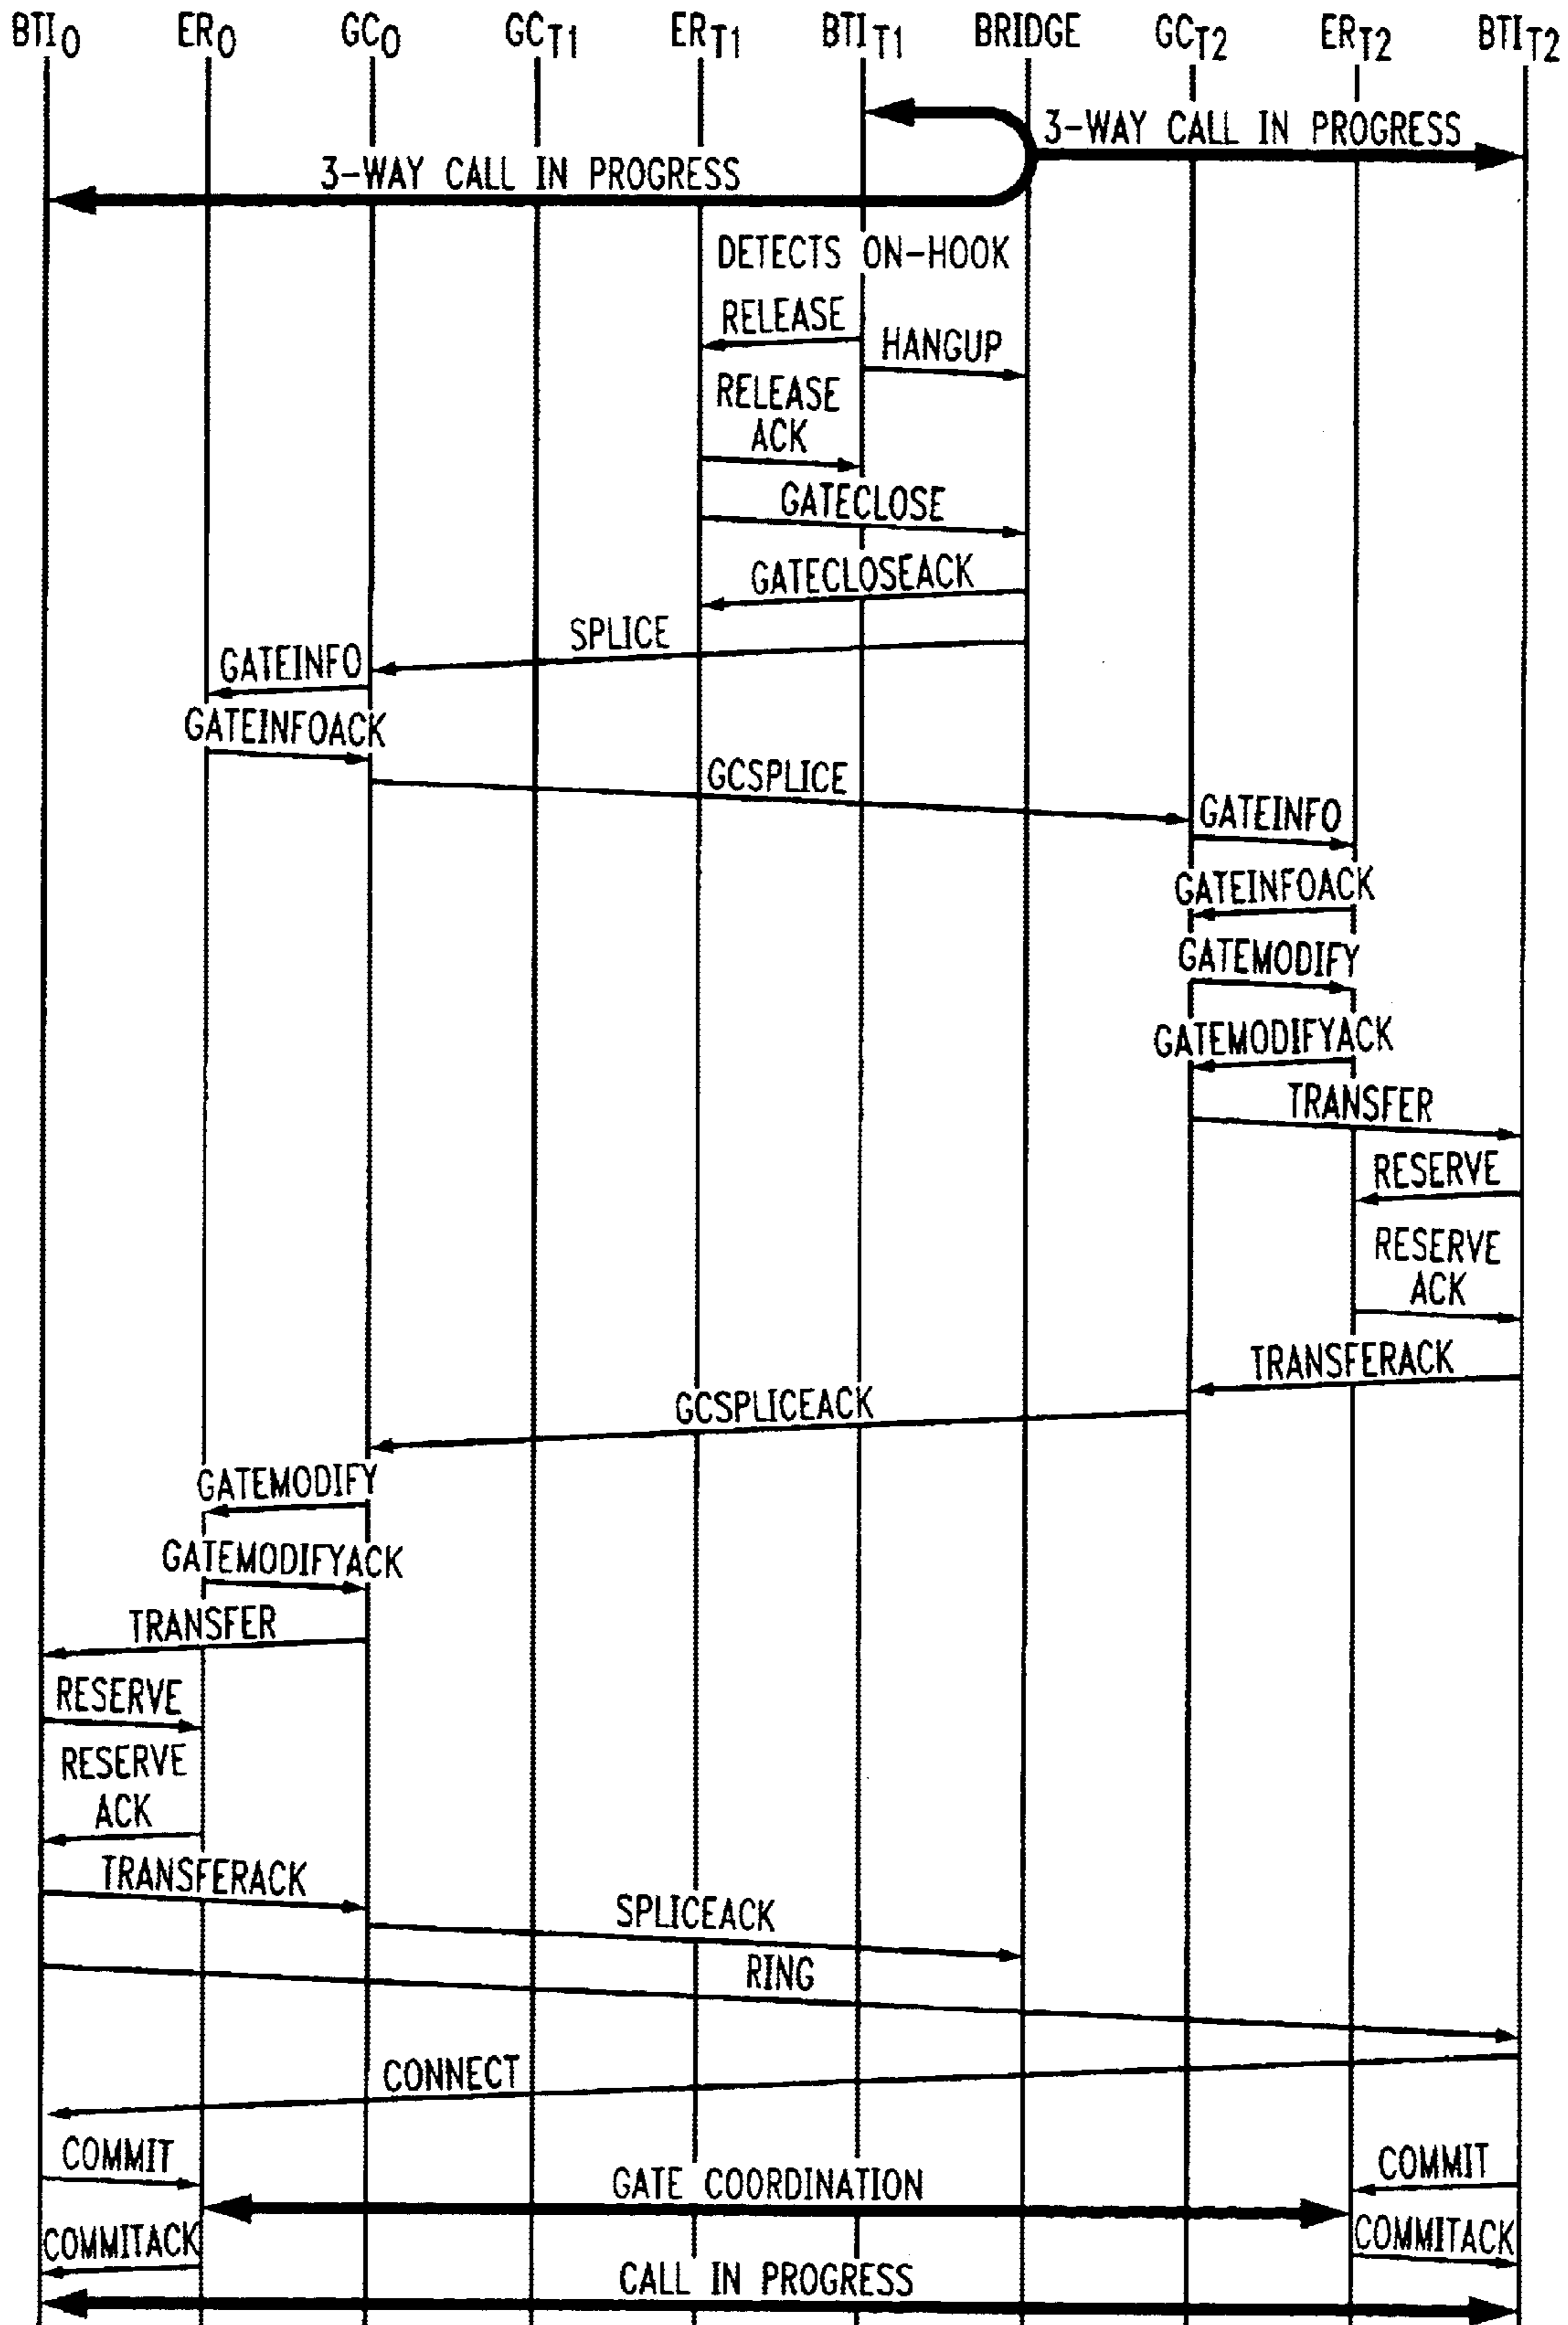 BTIO ERO GCO GCT1 ERT1 BTIT1 BRIDGE GCT2 ERT2 BTIT2
3-WAY CALL IN PROGRESS
3-WAY CALL IN PROGRESS
DETECTS ON-HOOK
RELEASE
HANGUP
RELEASE
ACK
GATECLOSE
GATECLOSEACK
SPLICE
GATEINFO
GATEINFOACK
GCSPLICE
GATEINFO
GATEINFOACK
GATEMODIFY
GATEMODIFYACK
TRANSFER
RESERVE
RESERVE
ACK
TRANSFERACK
GCSPLICEACK
GATEMODIFY
GATEMODIFYACK
TRANSFER
RESERVE
RESERVE
ACK
TRANSFERACK
SPLICEACK
RING
CONNECT
COMMIT
COMMIT
GATE COORDINATION
COMMITACK
COMMITACK
CALL IN PROGRESS